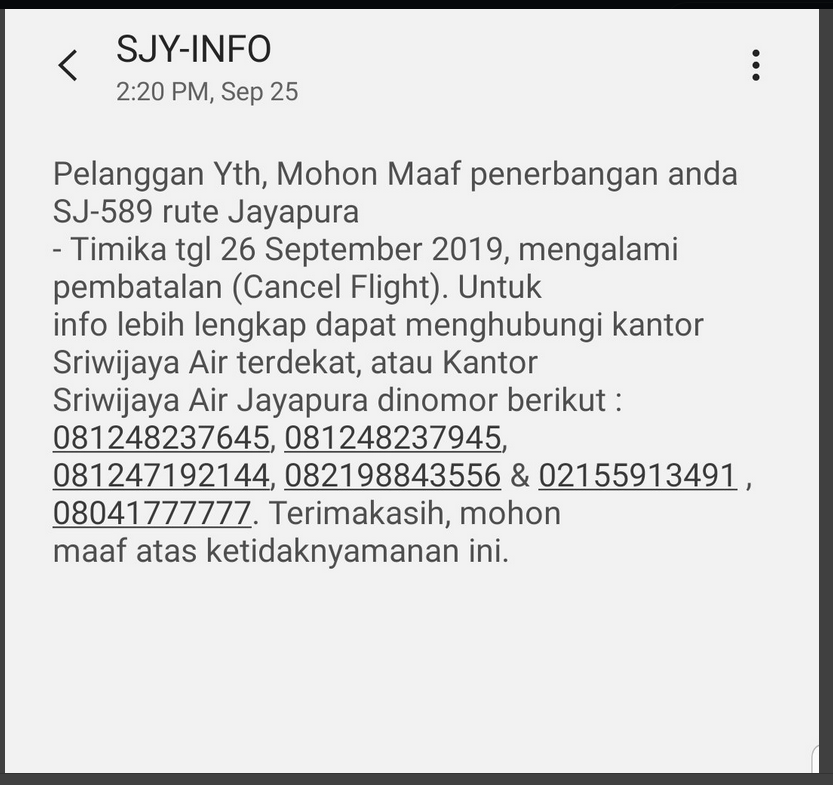 SJY-INFO
2:20 PM, Sep 25
Pelanggan Yth, Mohon Maaf penerbangan anda
SJ-589 rute Jayapura
- Timika tgl 26 September 2019, mengalami
pembatalan (Cancel Flight). Untuk
info lebih lengkap dapat menghubungi kantor
Sriwijaya Air terdekat, atau Kantor
Sriwijaya Air Jayapura dinomor berikut :
081248237645, 081248237945,
081247192144, 082198843556 & 02155913491 ,
08041777777. Terimakasih, mohon
maaf atas ketidaknyamanan ini.